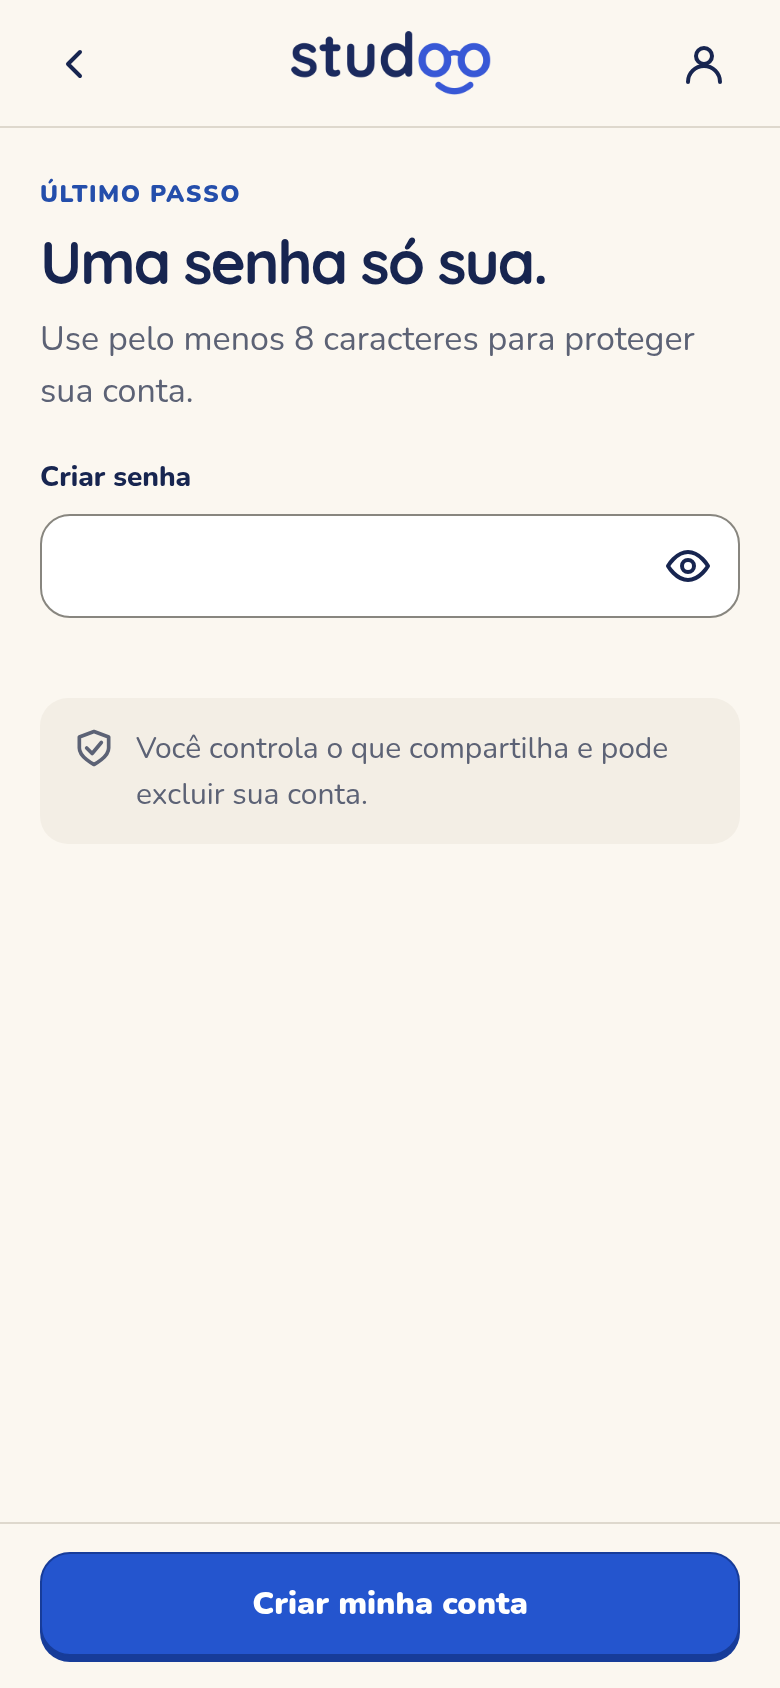 studoo
ÚLTIMO PASSO
Uma senha só sua.
Use pelo menos 8 caracteres para proteger
sua conta.
Criar senha
Você controla o que compartilha e pode
excluir sua conta.
Criar minha conta